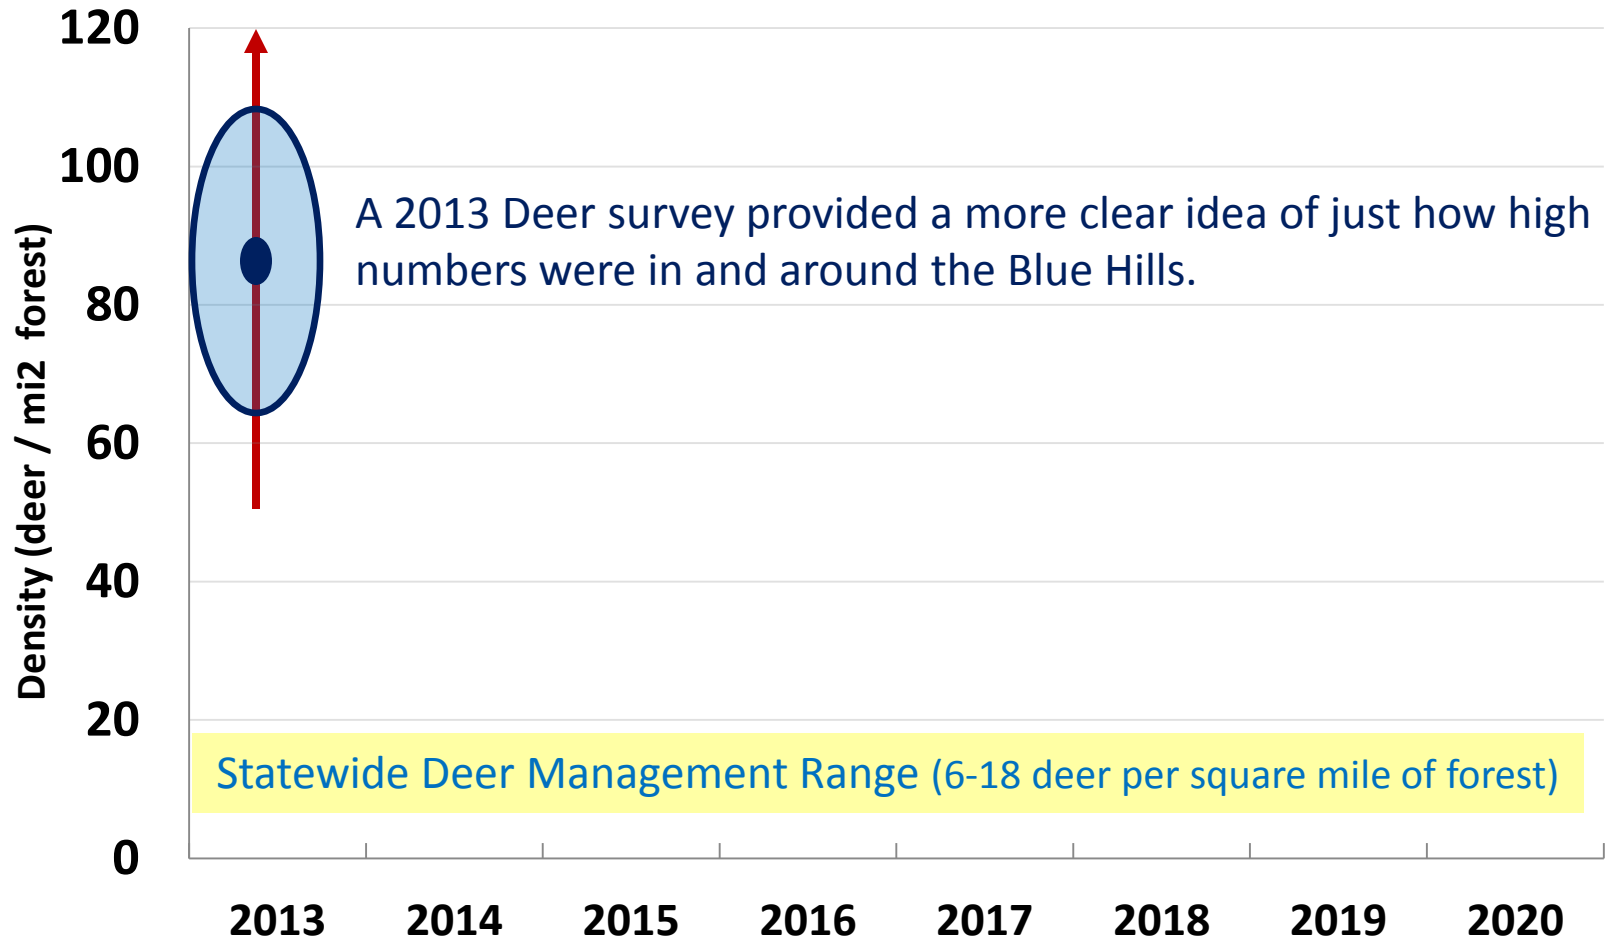 120
100
80
60
40
20
0
Density (deer / mi2 forest)
A 2013 Deer survey provided a more clear idea of just how high
numbers were in and around the Blue Hills.
Statewide Deer Management Range (6-18 deer per square mile of forest)
2013 2014 2015 2016 2017 2018 2019 2020